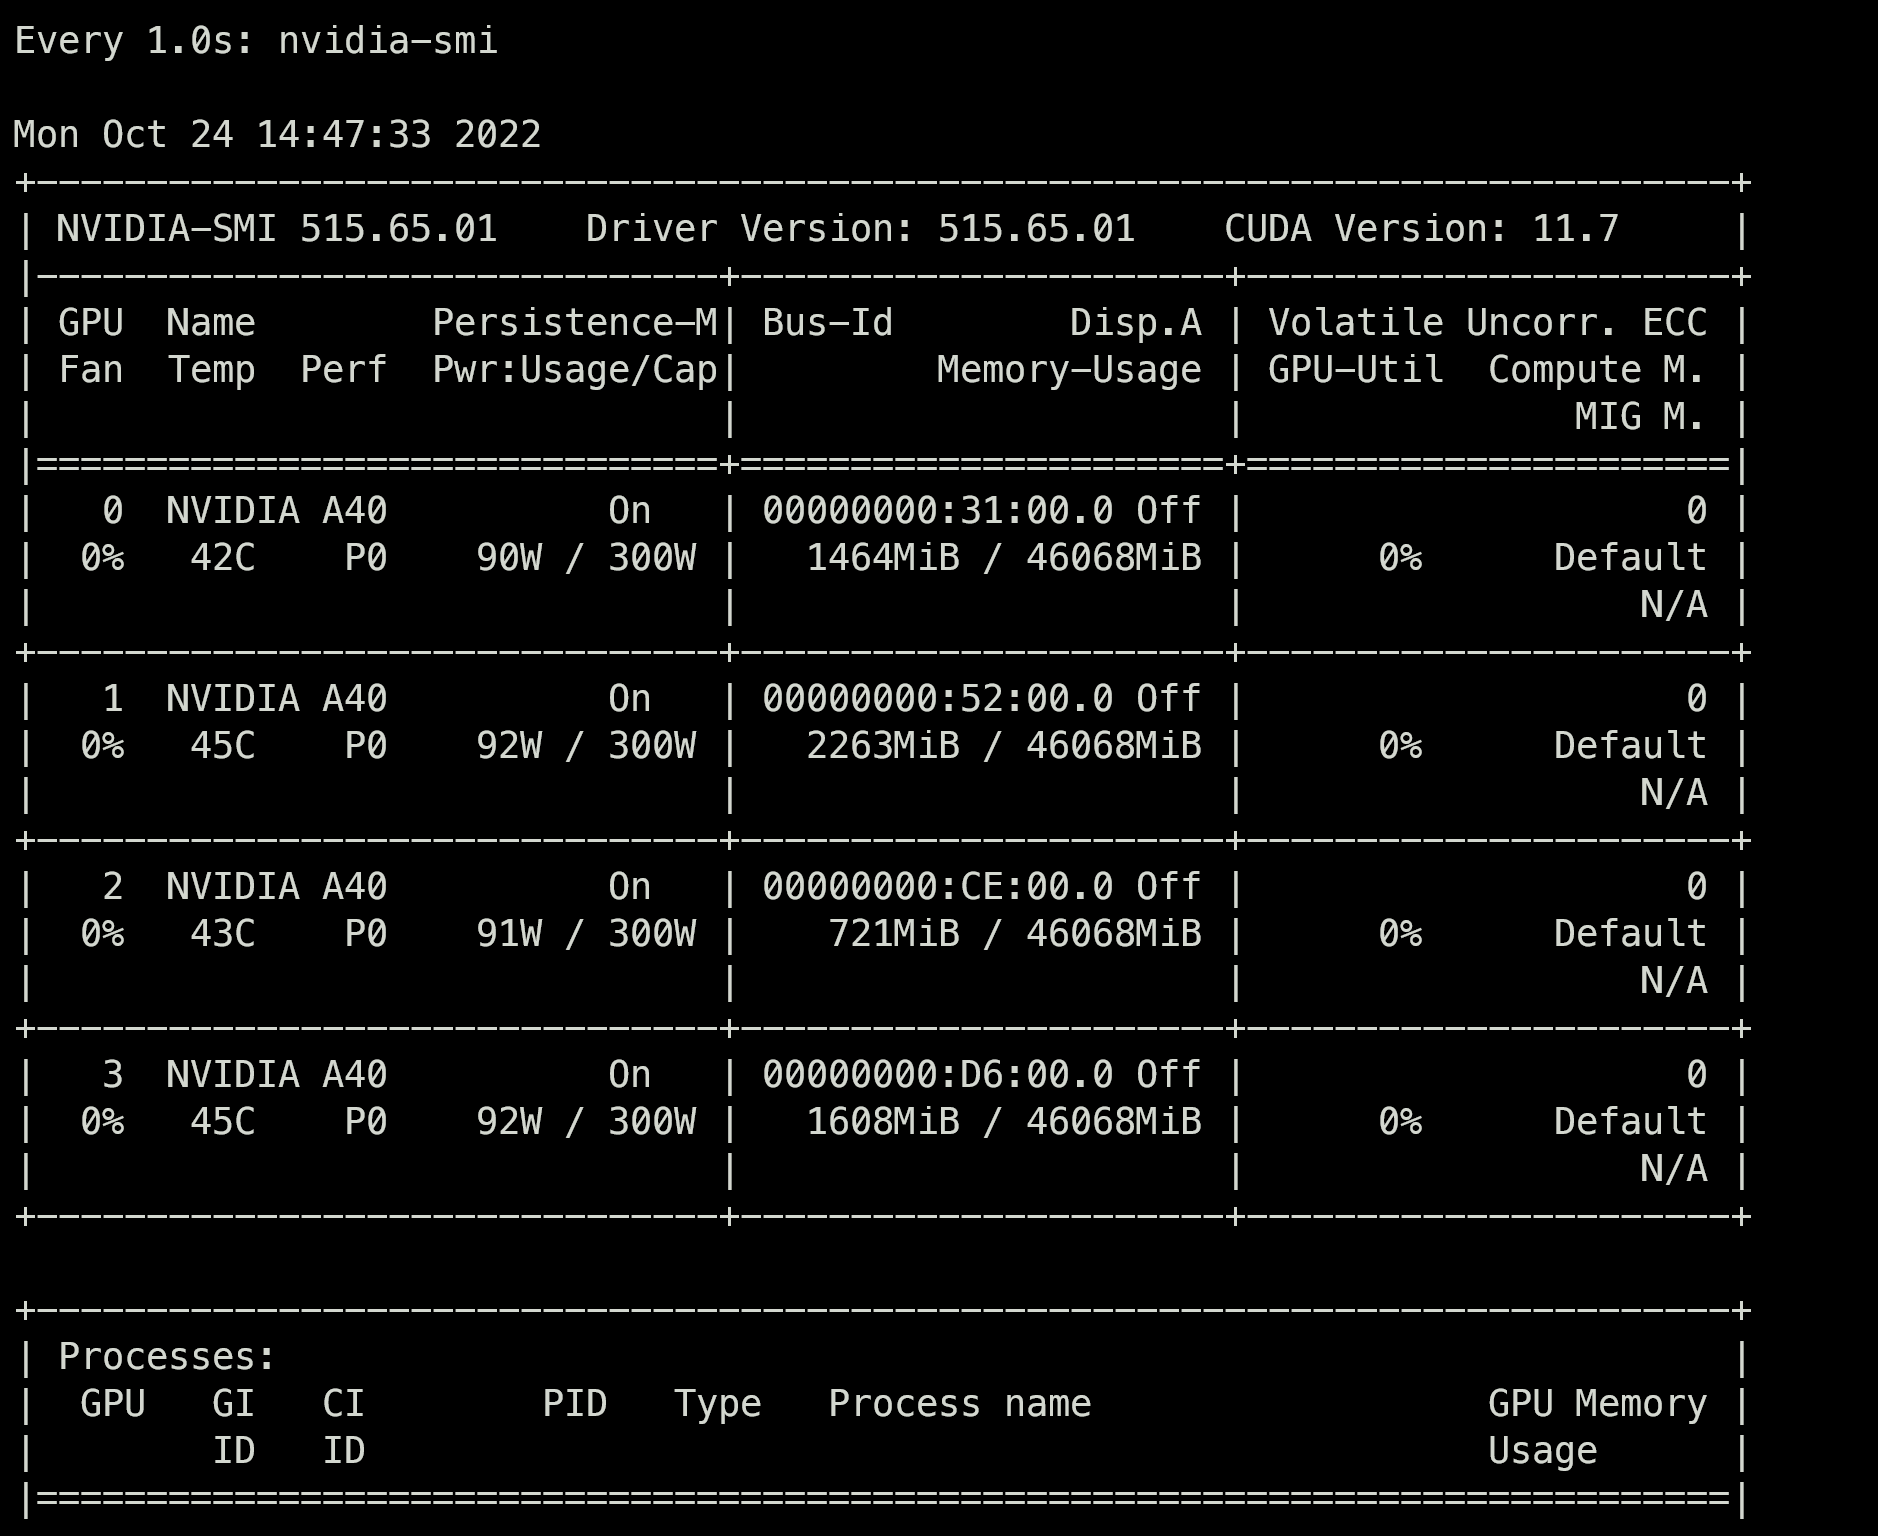 Every 1.0s: nvidia-smi
Mon Oct 24 14:47:33 2022
+-----------------------------------------------------------------------------+
| NVIDIA-SMI 515.65.01    Driver Version: 515.65.01    CUDA Version: 11.7     |
|-------------------------------+----------------------+----------------------+
| GPU  Name        Persistence-M| Bus-Id        Disp.A | Volatile Uncorr. ECC |
| Fan  Temp  Perf  Pwr:Usage/Cap|         Memory-Usage | GPU-Util  Compute M. |
|                               |                      |               MIG M. |
|===============================+======================+======================|
|   0  NVIDIA A40          On   | 00000000:31:00.0 Off |                    0 |
|  0%   42C    P0    90W / 300W |   1464MiB / 46068MiB |      0%      Default |
|                               |                      |                  N/A |
+-------------------------------+----------------------+----------------------+
|   1  NVIDIA A40          On   | 00000000:52:00.0 Off |                    0 |
|  0%   45C    P0    92W / 300W |   2263MiB / 46068MiB |      0%      Default |
|                               |                      |                  N/A |
+-------------------------------+----------------------+----------------------+
|   2  NVIDIA A40          On   | 00000000:CE:00.0 Off |                    0 |
|  0%   43C    P0    91W / 300W |    721MiB / 46068MiB |      0%      Default |
|                               |                      |                  N/A |
+-------------------------------+----------------------+----------------------+
|   3  NVIDIA A40          On   | 00000000:D6:00.0 Off |                    0 |
|  0%   45C    P0    92W / 300W |   1608MiB / 46068MiB |      0%      Default |
|                               |                      |                  N/A |
+-------------------------------+----------------------+----------------------+
+-----------------------------------------------------------------------------+
| Processes:                                                                  |
|  GPU   GI   CI        PID   Type   Process name                  GPU Memory |
|        ID   ID                                                   Usage      |
|=============================================================================|